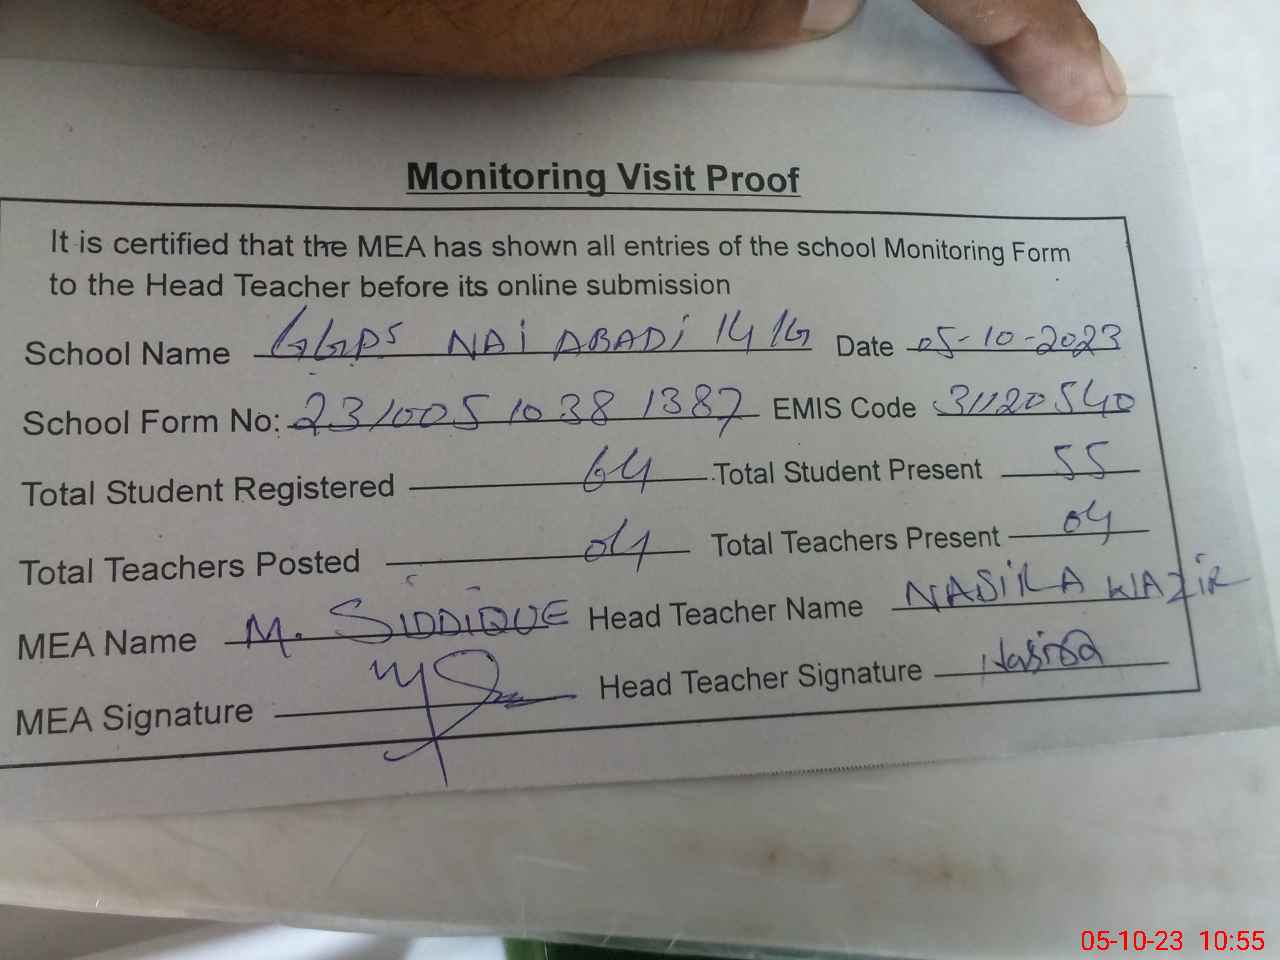 Monitoring Visit Proof
It is certified that the MEA has shown all entries of the school Monitoring Form
to the Head Teacher before its online submission
School Name GGPS NAi ABADi 14 1G Date 05-10-2023
School Form No: 231005 1038 1387 EMIS Code 31120540
Total Student Registered 64 Total Student Present 55
Total Teachers Posted 04 Total Teachers Present 04
MEA Name M. SIDDIQUE Head Teacher Name NASiRA WAZiR
MEA Signature Head Teacher Signature Nasira
05-10-23 10:55